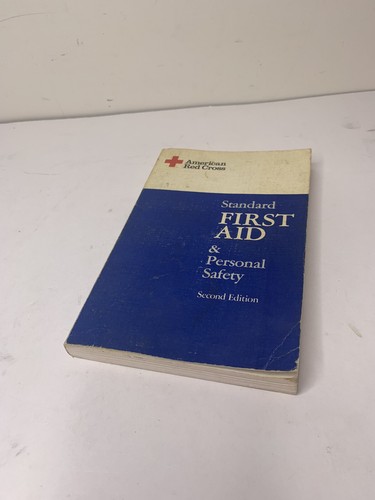 American
Red Cross
Standard
FIRST
AID
&
Personal
Safety
Second Edition